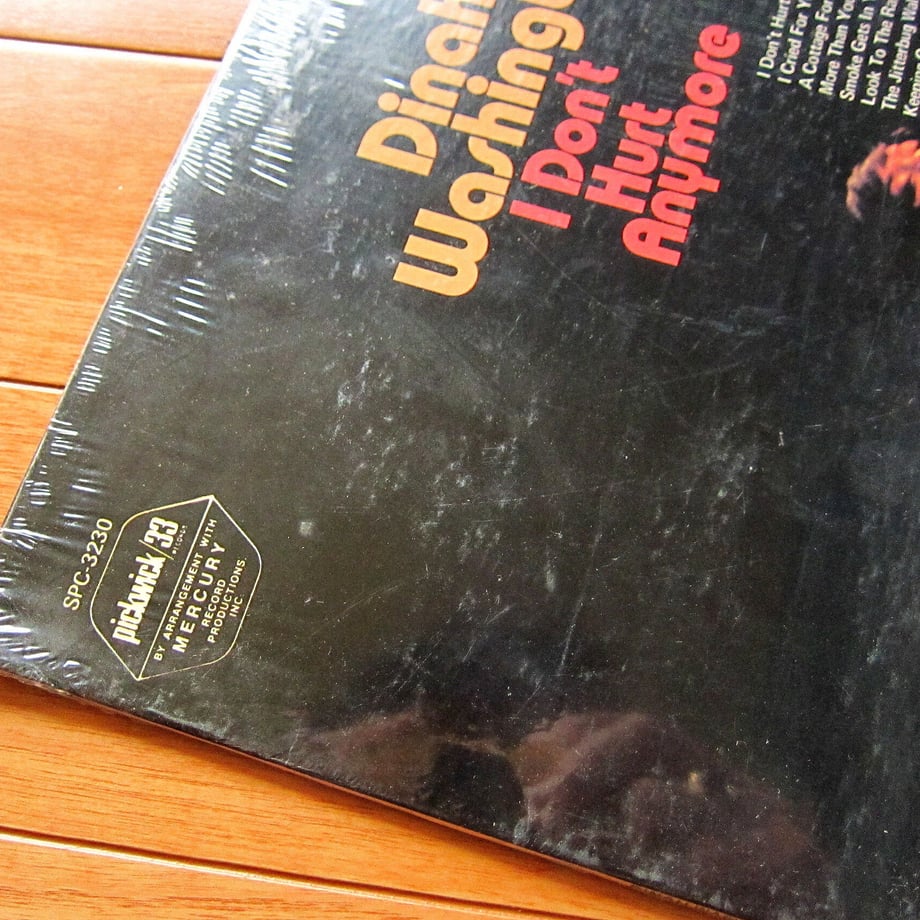 Dinah
Washing
I Don't
Hurt
Anymore
I Don't Hurt
I Cried For
A Cottage For
More Than You
Smoke Gets In
Look To The
The Jitterbug
SPC-3230
pickwick/33
RECORDS
BY ARRANGEMENT WITH
MERCURY
RECORD
PRODUCTIONS,
INC.